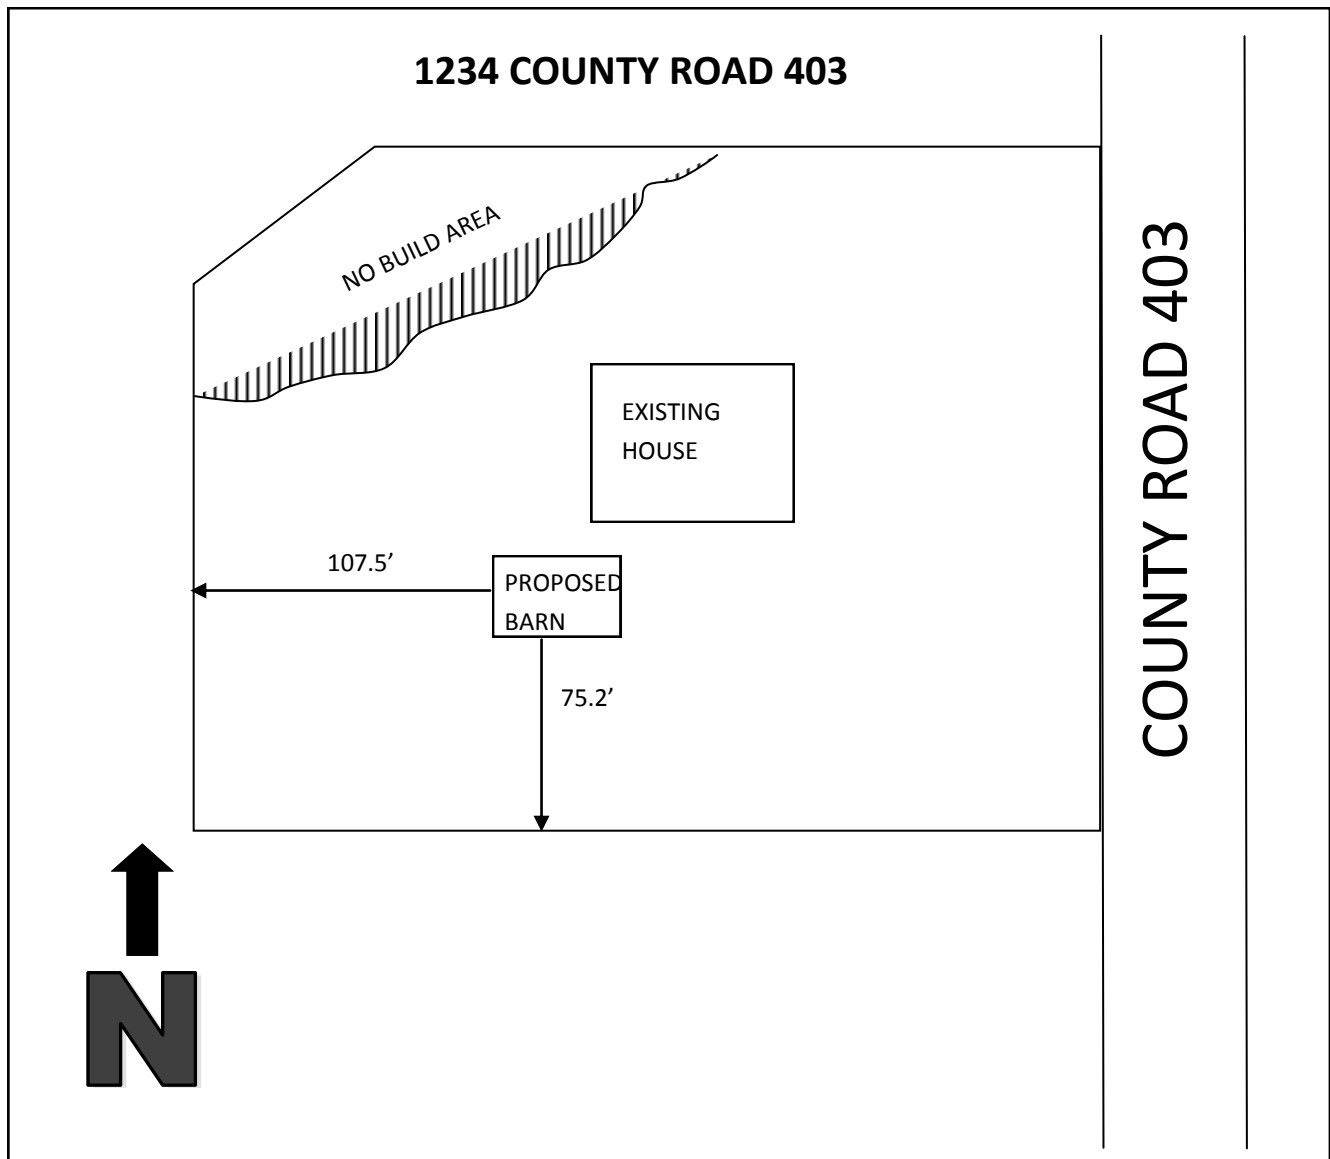 1234 COUNTY ROAD 403
NO BUILD AREA
EXISTING
HOUSE
107.5’
PROPOSED
BARN
75.2’
COUNTY ROAD 403
N